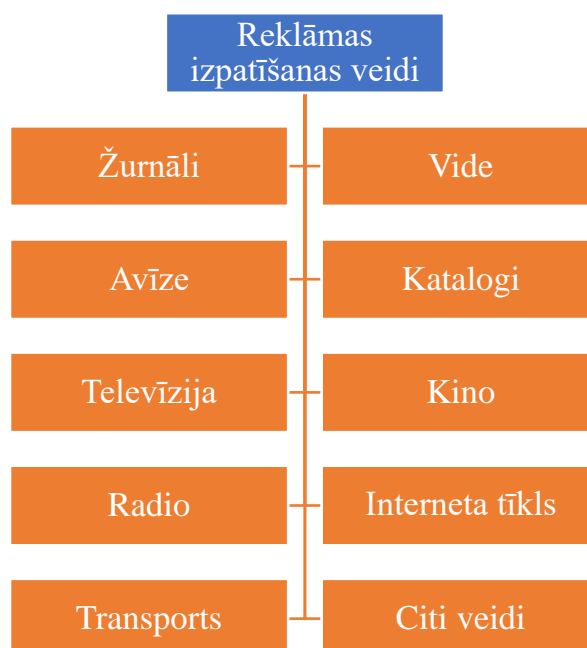 Reklāmas
izpatīšanas veidi
Žurnāli
Vide
Avīze
Katalogi
Televīzija
Kino
Radio
Interneta tīkls
Transports
Citi veidi